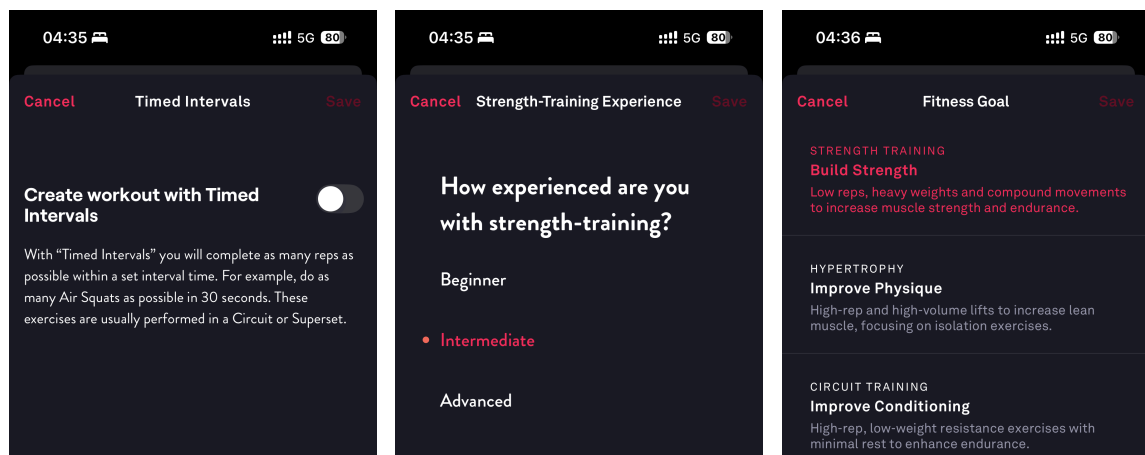 04:35
5G 80
Cancel
Timed Intervals
Save
Create workout with Timed
Intervals
With “Timed Intervals” you will complete as many reps as
possible within a set interval time. For example, do as
many Air Squats as possible in 30 seconds. These
exercises are usually performed in a Circuit or Superset.
04:35
5G 80
Cancel
Strength-Training Experience
Save
How experienced are you
with strength-training?
Beginner
Intermediate
Advanced
04:36
5G 80
Cancel
Fitness Goal
Save
STRENGTH TRAINING
Build Strength
Low reps, heavy weights and compound movements
to increase muscle strength and endurance.
HYPERTROPHY
Improve Physique
High-rep and high-volume lifts to increase lean
muscle, focusing on isolation exercises.
CIRCUIT TRAINING
Improve Conditioning
High-rep, low-weight resistance exercises with
minimal rest to enhance endurance.